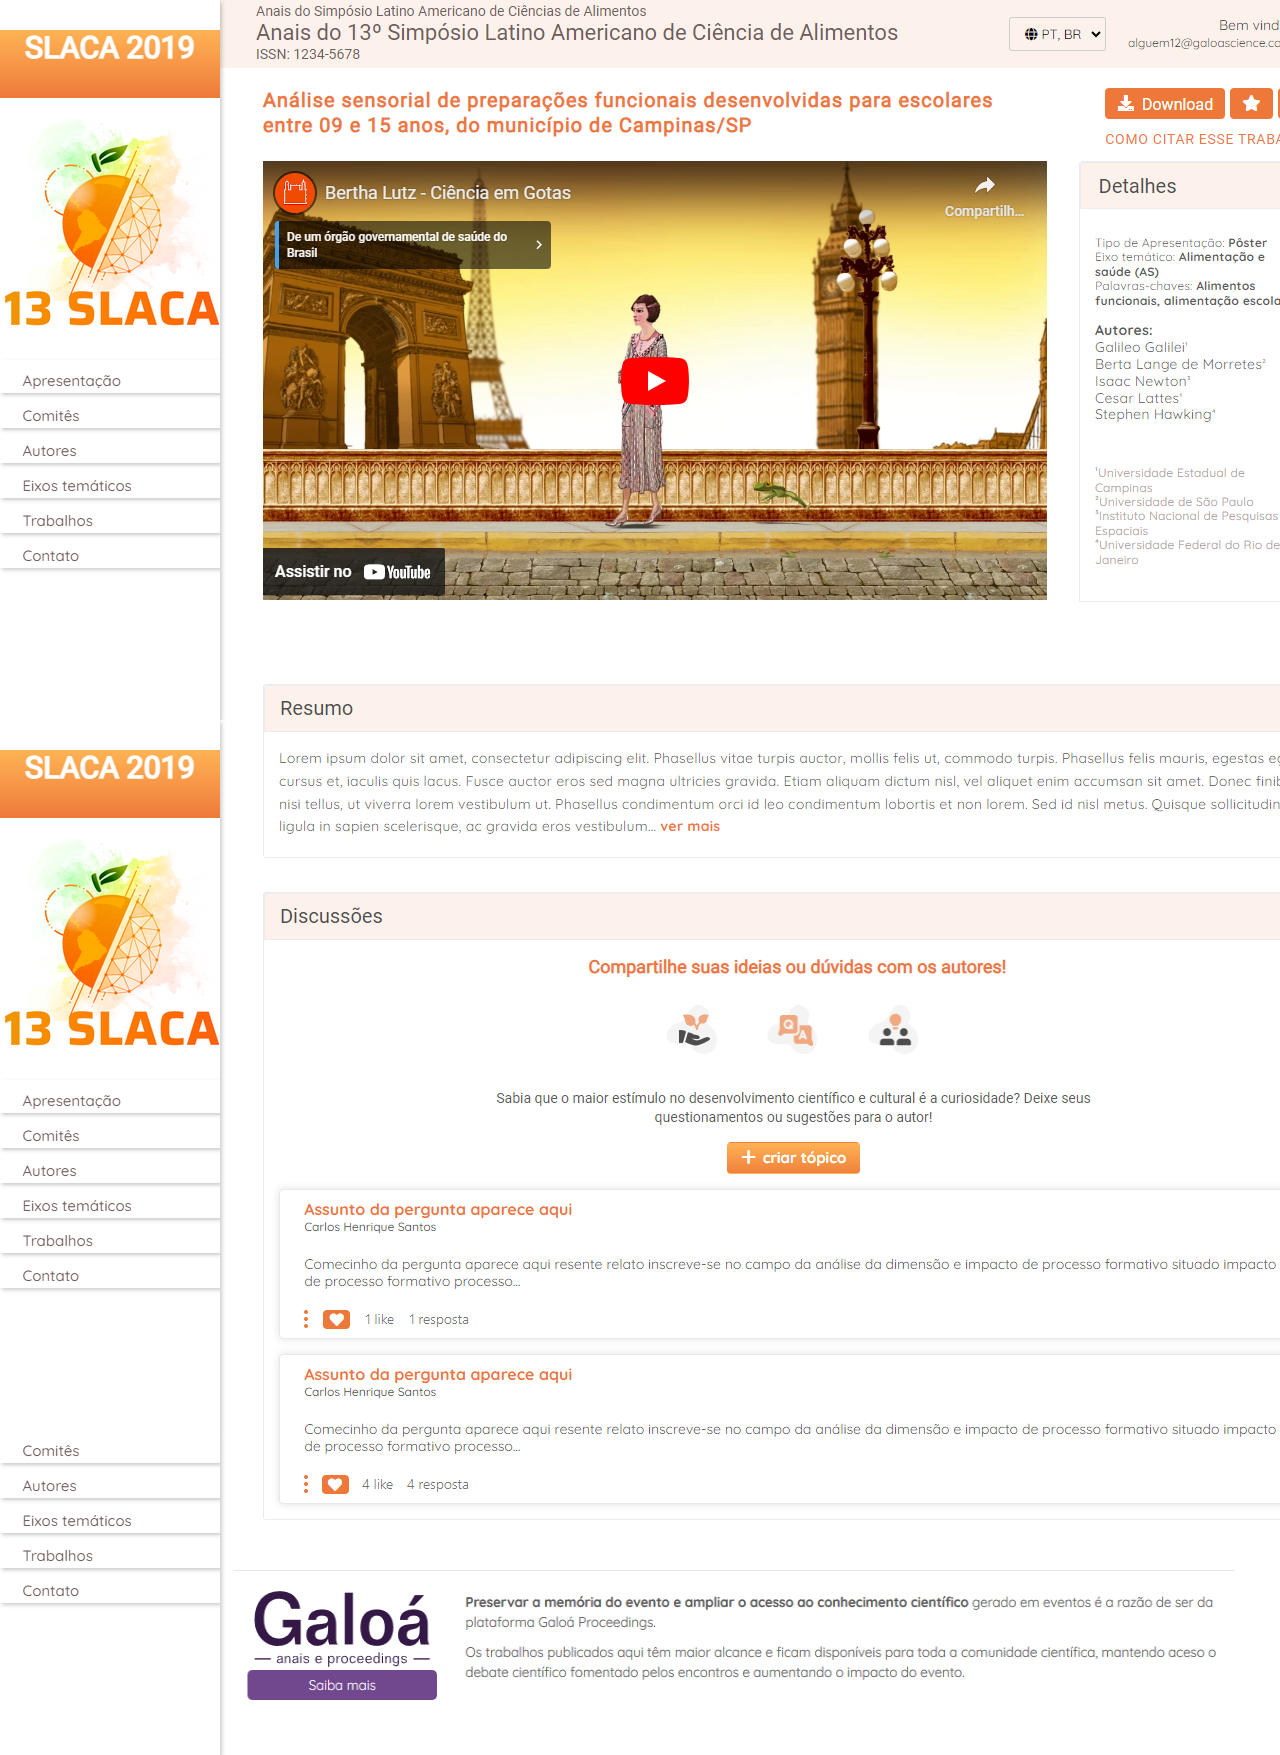 SLACA 2019
13 SLACA
Apresentação
Comitês
Autores
Eixos temáticos
Trabalhos
Contato
Anais do Simpósio Latino Americano de Ciências de Alimentos
Anais do 13º Simpósio Latino Americano de Ciência de Alimentos
ISSN: 1234-5678
PT, BR
Bem vind
alguem12@galoascience.co
Análise sensorial de preparações funcionais desenvolvidas para escolares
entre 09 e 15 anos, do município de Campinas/SP
Download
COMO CITAR ESSE TRABA
Bertha Lutz - Ciência em Gotas
Compartilh...
De um órgão governamental de saúde do
Brasil
Assistir no YouTube
Detalhes
Tipo de Apresentação: Pôster
Eixo temático: Alimentação e
saúde (AS)
Palavras-chaves: Alimentos
funcionais, alimentação escola
Autores:
Galileo Galilei¹
Berta Lange de Morretes²
Isaac Newton³
Cesar Lattes¹
Stephen Hawking⁴
¹Universidade Estadual de
Campinas
²Universidade de São Paulo
³Instituto Nacional de Pesquisas
Espaciais
⁴Universidade Federal do Rio de
Janeiro
Resumo
Lorem ipsum dolor sit amet, consectetur adipiscing elit. Phasellus vitae turpis auctor, mollis felis ut, commodo turpis. Phasellus felis mauris, egestas eg
cursus et, iaculis quis lacus. Fusce auctor eros sed magna ultricies gravida. Etiam aliquam dictum nisl, vel aliquet enim accumsan sit amet. Donec finib
nisi tellus, ut viverra lorem vestibulum ut. Phasellus condimentum orci id leo condimentum lobortis et non lorem. Sed id nisl metus. Quisque sollicitudin
ligula in sapien scelerisque, ac gravida eros vestibulum... ver mais
SLACA 2019
13 SLACA
Apresentação
Comitês
Autores
Eixos temáticos
Trabalhos
Contato
Discussões
Compartilhe suas ideias ou dúvidas com os autores!
Q
A
Sabia que o maior estímulo no desenvolvimento científico e cultural é a curiosidade? Deixe seus
questionamentos ou sugestões para o autor!
criar tópico
Assunto da pergunta aparece aqui
Carlos Henrique Santos
Comecinho da pergunta aparece aqui resente relato inscreve-se no campo da análise da dimensão e impacto de processo formativo situado impacto
de processo formativo processo...
1 like 1 resposta
Assunto da pergunta aparece aqui
Carlos Henrique Santos
Comecinho da pergunta aparece aqui resente relato inscreve-se no campo da análise da dimensão e impacto de processo formativo situado impacto
de processo formativo processo...
4 like 4 resposta
Comitês
Autores
Eixos temáticos
Trabalhos
Contato
Galoá
anais e proceedings
Saiba mais
Preservar a memória do evento e ampliar o acesso ao conhecimento científico gerado em eventos é a razão de ser da
plataforma Galoá Proceedings.
Os trabalhos publicados aqui têm maior alcance e ficam disponíveis para toda a comunidade científica, mantendo aceso o
debate científico fomentado pelos encontros e aumentando o impacto do evento.